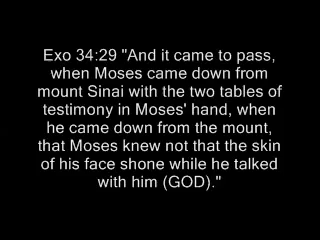 Exo 34:29 "And it came to pass,
when Moses came down from
mount Sinai with the two tables of
testimony in Moses' hand, when
he came down from the mount,
that Moses knew not that the skin
of his face shone while he talked
with him (GOD)."